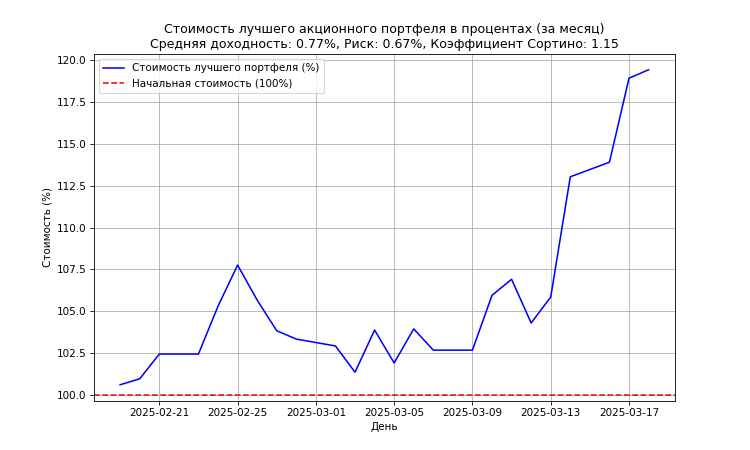 Стоимость лучшего акционного портфеля в процентах (за месяц)
Средняя доходность: 0.77%, Риск: 0.67%, Коэффициент Сортино: 1.15
Стоимость лучшего портфеля (%)
Начальная стоимость (100%)
120.0
117.5
115.0
112.5
110.0
107.5
105.0
102.5
100.0
Стоимость (%)
2025-02-21 2025-02-25 2025-03-01 2025-03-05 2025-03-09 2025-03-13 2025-03-17
День